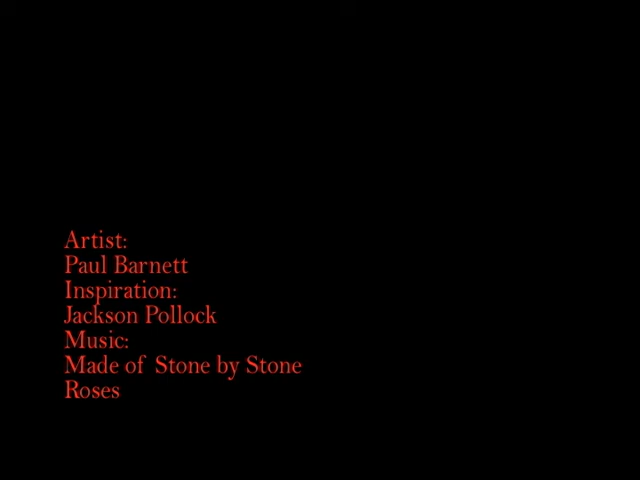 Artist:
Paul Barnett
Inspiration:
Jackson Pollock
Music:
Made of Stone by Stone
Roses